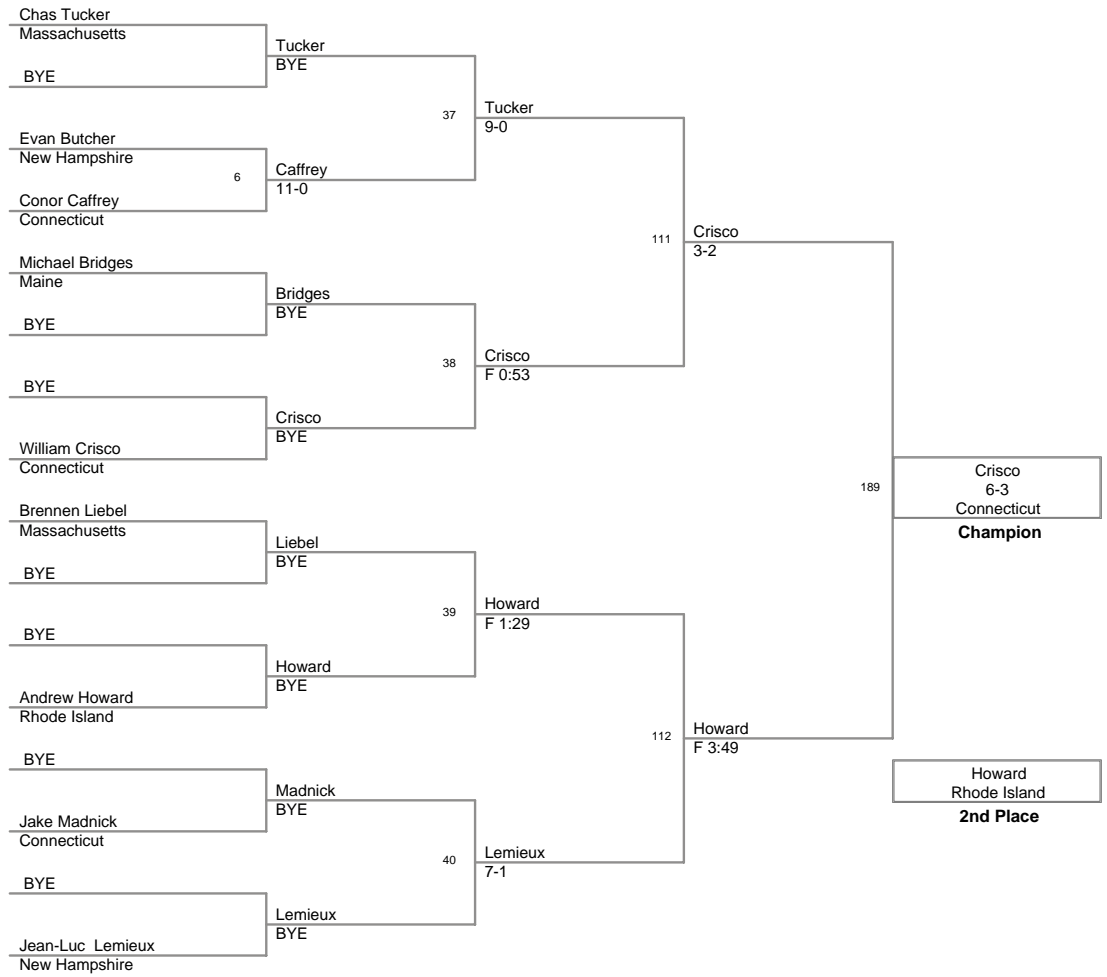 Chas Tucker
Massachusetts
BYE
Tucker
BYE
37
Tucker
9-0
Evan Butcher
New Hampshire
6
Caffrey
11-0
Conor Caffrey
Connecticut
111
Crisco
3-2
Michael Bridges
Maine
Bridges
BYE
BYE
38
Crisco
F 0:53
BYE
Crisco
BYE
William Crisco
Connecticut
189
Crisco
6-3
Connecticut
Champion
Brennen Liebel
Massachusetts
Liebel
BYE
BYE
39
Howard
F 1:29
BYE
Howard
BYE
Andrew Howard
Rhode Island
112
Howard
F 3:49
BYE
Madnick
BYE
Jake Madnick
Connecticut
Howard
Rhode Island
2nd Place
40
Lemieux
7-1
BYE
Lemieux
BYE
Jean-Luc  Lemieux
New Hampshire